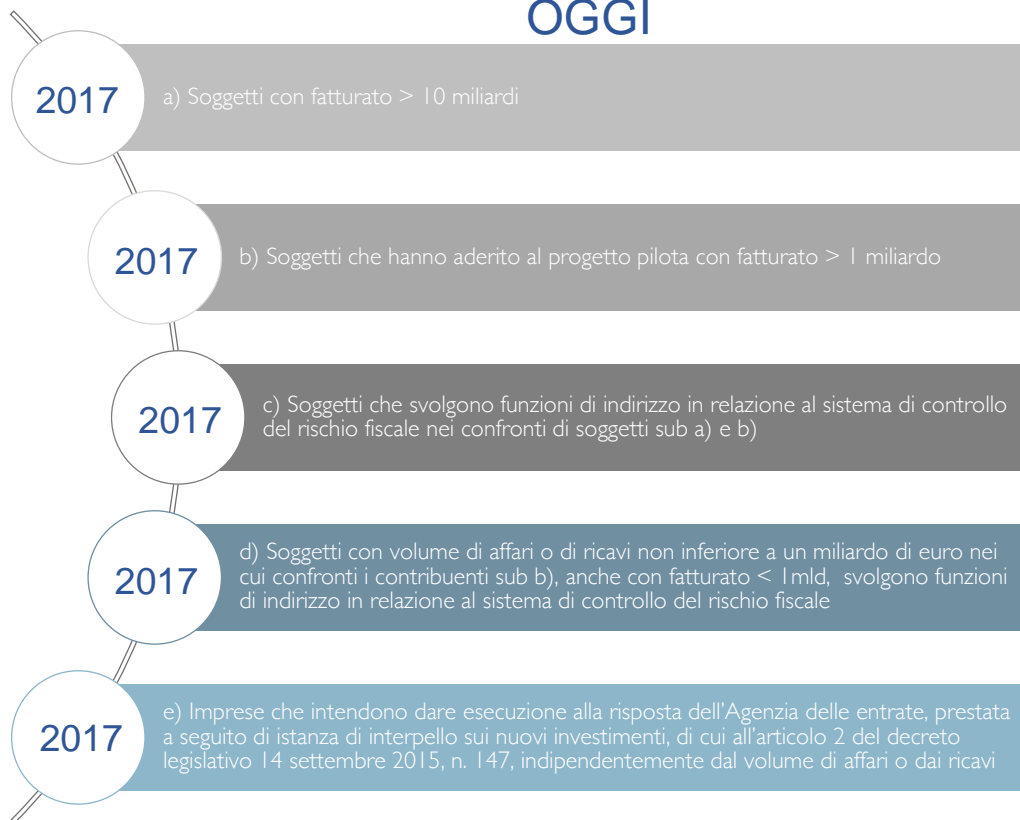 OGGI
2017
a) Soggetti con fatturato > 10 miliardi
2017
b) Soggetti che hanno aderito al progetto pilota con fatturato > 1 miliardo
2017
c) Soggetti che svolgono funzioni di indirizzo in relazione al sistema di controllo
del rischio fiscale nei confronti di soggetti sub a) e b)
2017
d) Soggetti con volume di affari o di ricavi non inferiore a un miliardo di euro nei
cui confronti i contribuenti sub b), anche con fatturato < 1mld, svolgono funzioni
di indirizzo in relazione al sistema di controllo del rischio fiscale
2017
e) Imprese che intendono dare esecuzione alla risposta dell'Agenzia delle entrate, prestata
a seguito di istanza di interpello sui nuovi investimenti, di cui all'articolo 2 del decreto
legislativo 14 settembre 2015, n. 147, indipendentemente dal volume di affari o dai ricavi